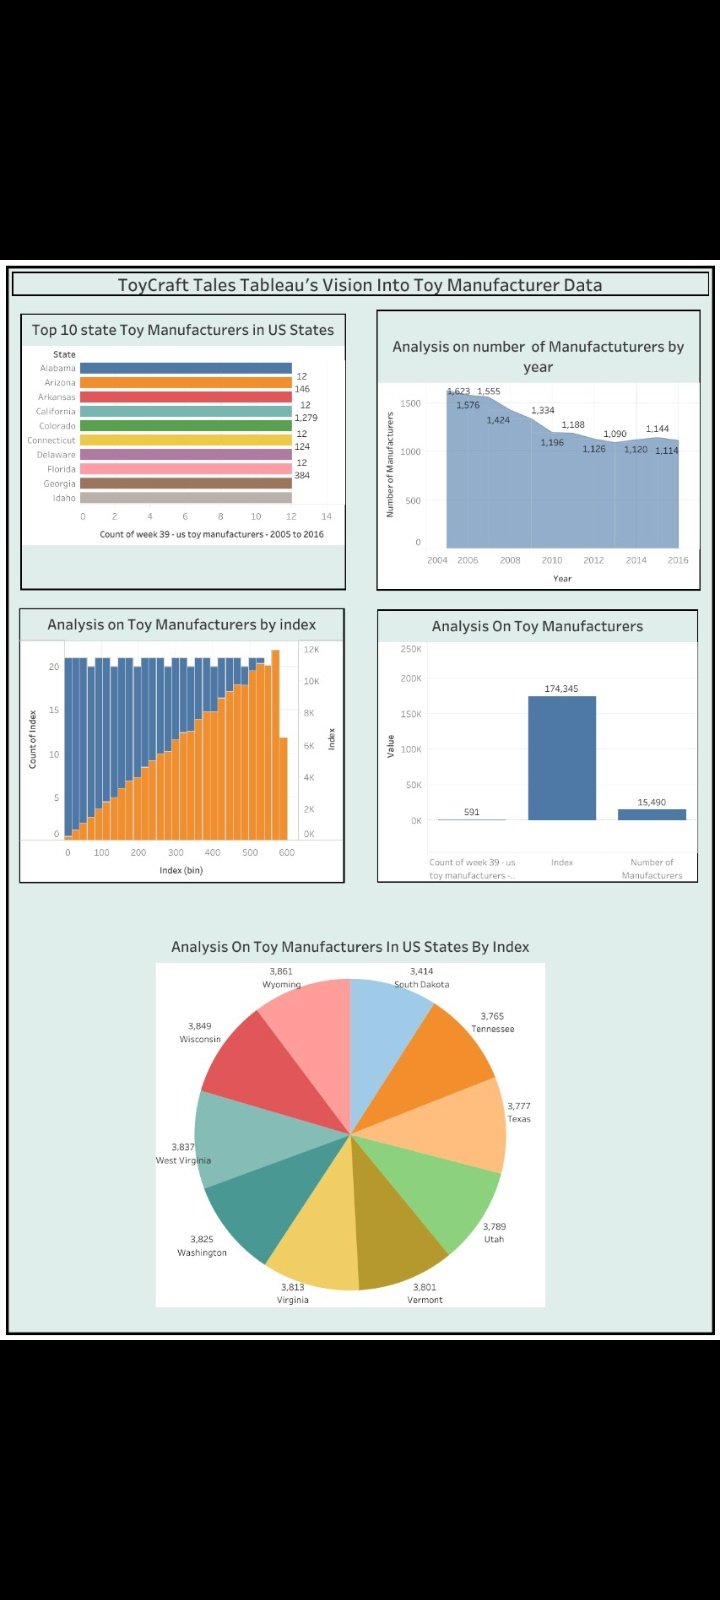 ToyCraft Tales Tableau's Vision Into Toy Manufacturer Data
Top 10 state Toy Manufacturers in US States
State
Alabama
12
Arizona
146
Arkansas
12
California
1,279
Colorado
12
Connecticut
124
Delaware
12
Florida
384
Georgia
Idaho
0 2 4 6 8 10 12 14
Count of week 39 - us toy manufacturers - 2005 to 2016
Analysis on number of Manufactuturers by
year
Number of Manufacturers
1500
1000
500
0
1,623 1,555
1,576
1,424
1,334
1,196
1,188
1,126
1,090
1,120
1,144
1,114
2004 2006 2008 2010 2012 2014 2016
Year
Analysis on Toy Manufacturers by index
Count of Index
20
15
10
5
0
12K
10K
8K
6K
4K
2K
0K
Index
0 100 200 300 400 500 600
Index (bin)
Analysis On Toy Manufacturers
Value
250K
200K
150K
100K
50K
0K
591
174,345
15,490
Count of week 39 - us
toy manufacturers -..
Index
Number of
Manufacturers
Analysis On Toy Manufacturers In US States By Index
3,861
Wyoming
3,414
South Dakota
3,849
Wisconsin
3,765
Tennessee
3,777
Texas
3,837
West Virginia
3,789
Utah
3,825
Washington
3,813
Virginia
3,801
Vermont